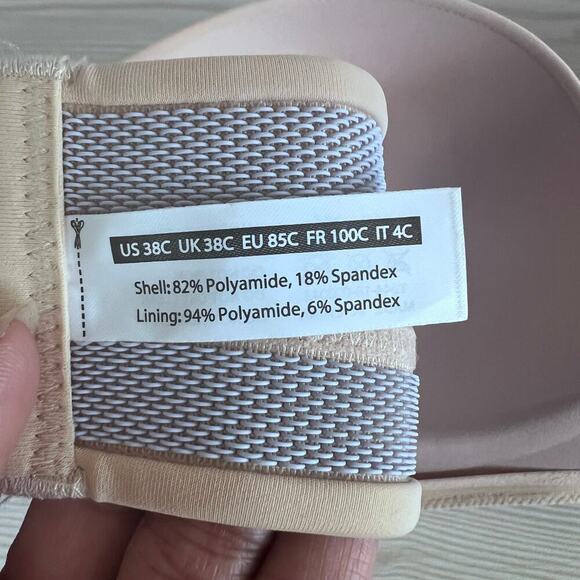 US 38C UK 38C EU 85C FR 100C IT 4C
Shell: 82% Polyamide, 18% Spandex
Lining: 94% Polyamide, 6% Spandex